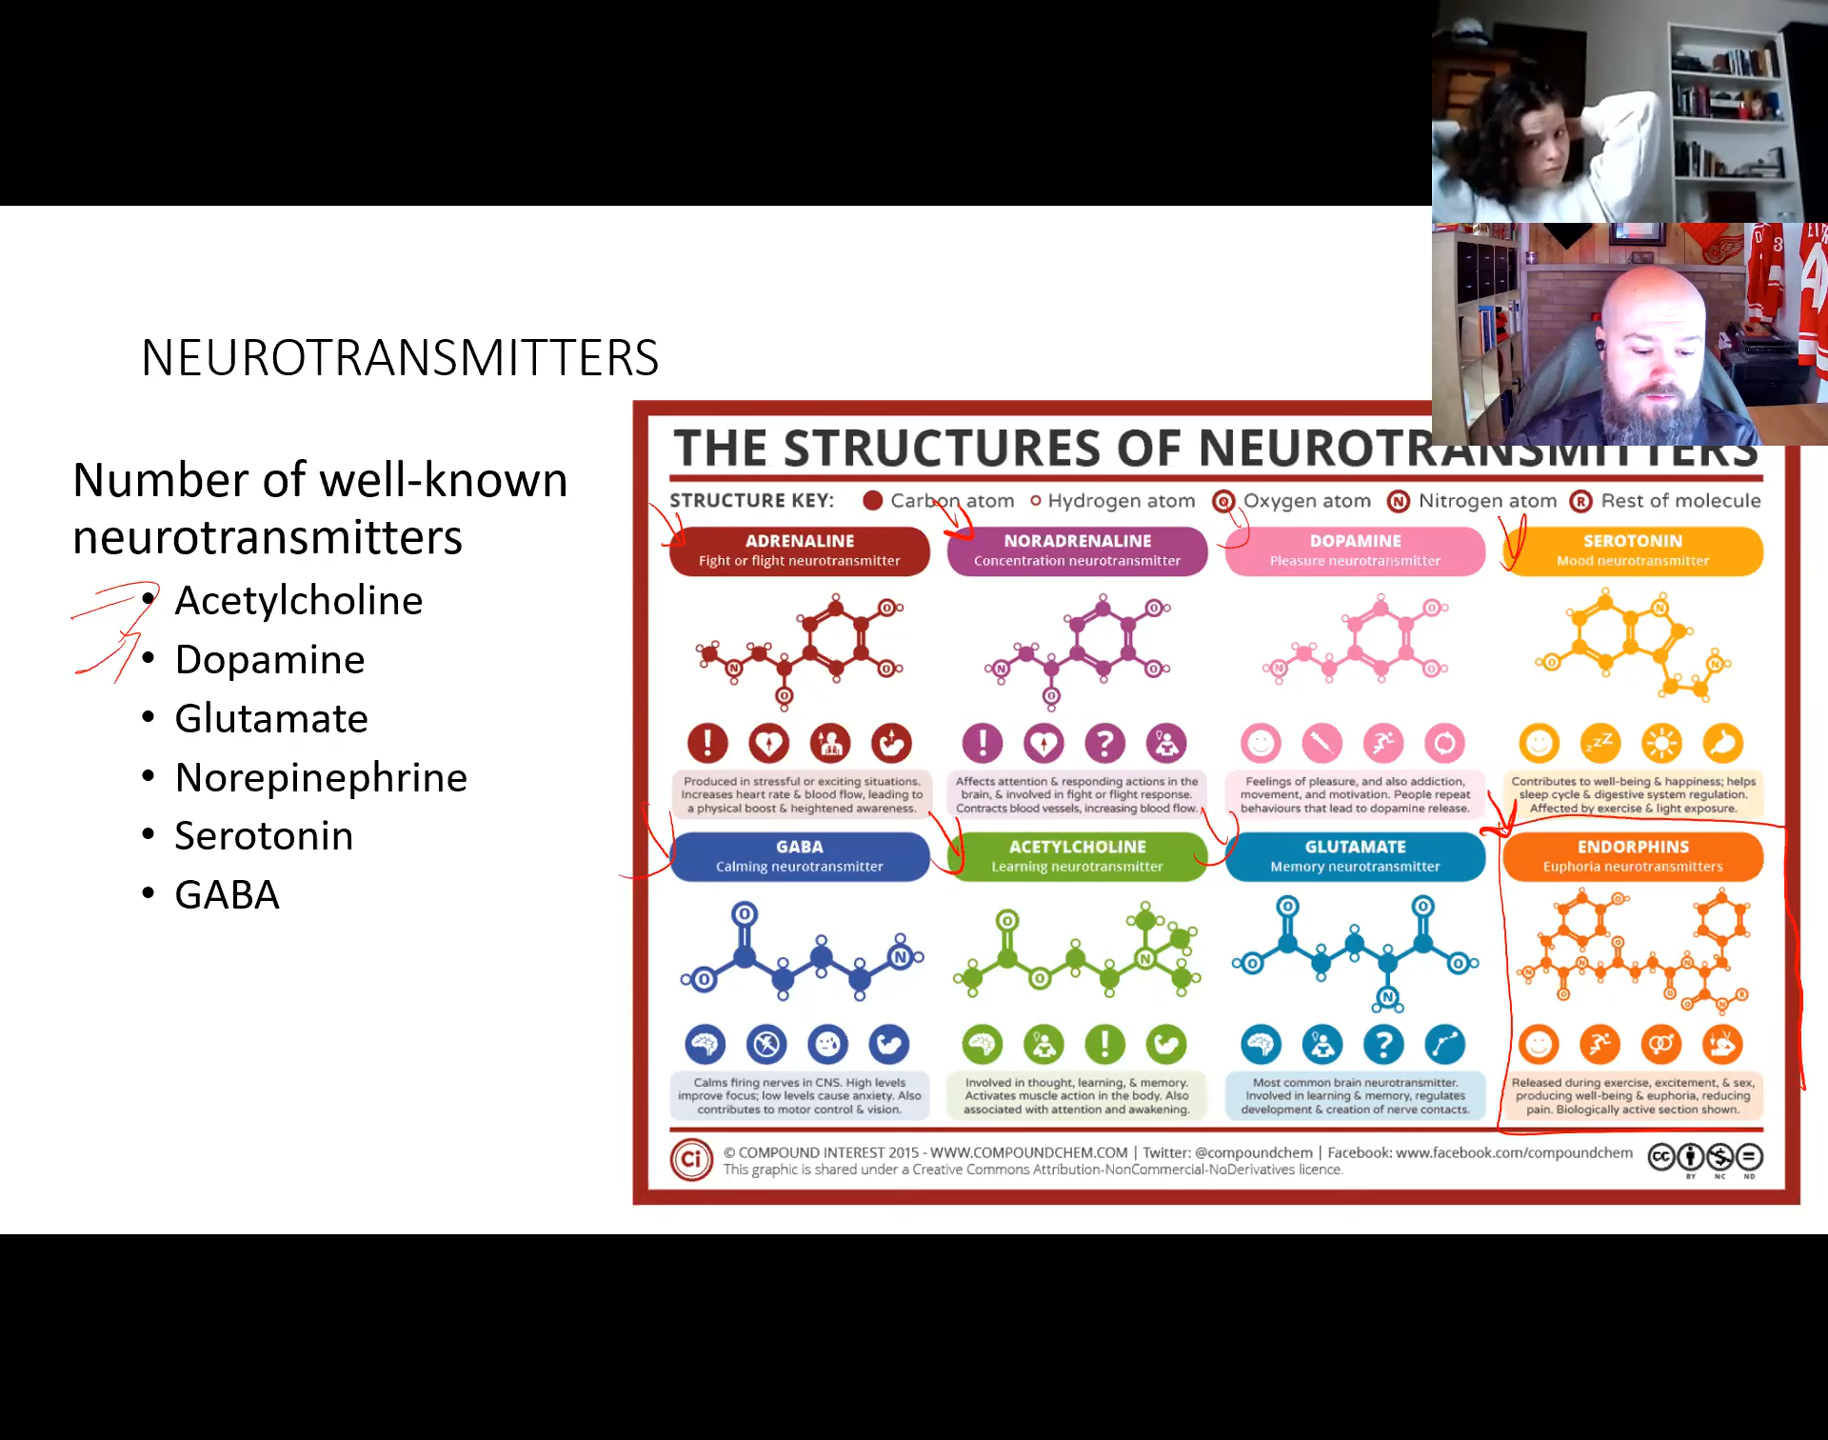 NEUROTRANSMITTERS
Number of well-known
neurotransmitters
• Acetylcholine
• Dopamine
• Glutamate
• Norepinephrine
• Serotonin
• GABA
THE STRUCTURES OF NEUROTRANSMITTERS
STRUCTURE KEY: Carbon atom Hydrogen atom O Oxygen atom N Nitrogen atom R Rest of molecule
ADRENALINE
Fight or flight neurotransmitter
Produced in stressful or exciting situations.
Increases heart rate & blood flow, leading to
a physical boost & heightened awareness.
NORADRENALINE
Concentration neurotransmitter
Affects attention & responding actions in the
brain, & involved in fight or flight response.
Contracts blood vessels, increasing blood flow.
DOPAMINE
Pleasure neurotransmitter
Feelings of pleasure, and also addiction,
movement, and motivation. People repeat
behaviours that lead to dopamine release.
SEROTONIN
Mood neurotransmitter
Contributes to well-being & happiness; helps
sleep cycle & digestive system regulation.
Affected by exercise & light exposure.
GABA
Calming neurotransmitter
Calms firing nerves in CNS. High levels
improve focus; low levels cause anxiety. Also
contributes to motor control & vision.
ACETYLCHOLINE
Learning neurotransmitter
Involved in thought, learning, & memory.
Activates muscle action in the body. Also
associated with attention and awakening.
GLUTAMATE
Memory neurotransmitter
Most common brain neurotransmitter.
Involved in learning & memory, regulates
development & creation of nerve contacts.
ENDORPHINS
Euphoria neurotransmitters
Released during exercise, excitement, & sex,
producing well-being & euphoria, reducing
pain. Biologically active section shown.
Ci
© COMPOUND INTEREST 2015 - WWW.COMPOUNDCHEM.COM | Twitter: @compoundchem | Facebook: www.facebook.com/compoundchem
This graphic is shared under a Creative Commons Attribution-NonCommercial-NoDerivatives licence.
cc BY NC ND